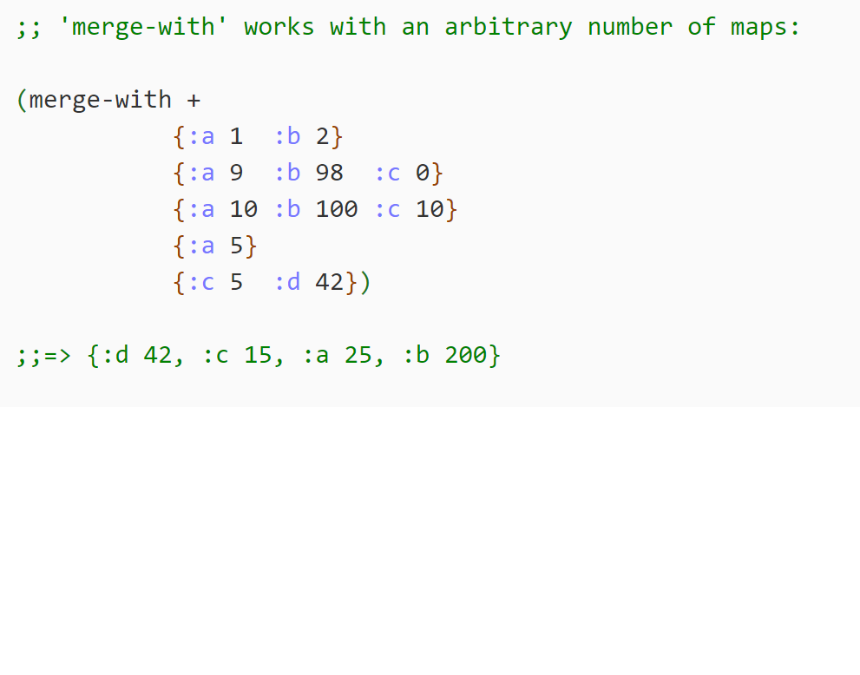 ;; 'merge-with' works with an arbitrary number of maps:
(merge-with +
{:a 1  :b 2}
{:a 9  :b 98  :c 0}
{:a 10 :b 100 :c 10}
{:a 5}
{:c 5  :d 42})
;;=> {:d 42, :c 15, :a 25, :b 200}